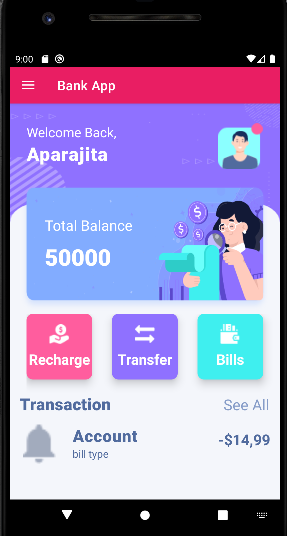 9:00
Bank App
Welcome Back,
Aparajita
Total Balance
50000
$
$
$
$
Recharge
Transfer
Bills
Transaction
See All
Account
-$14,99
bill type